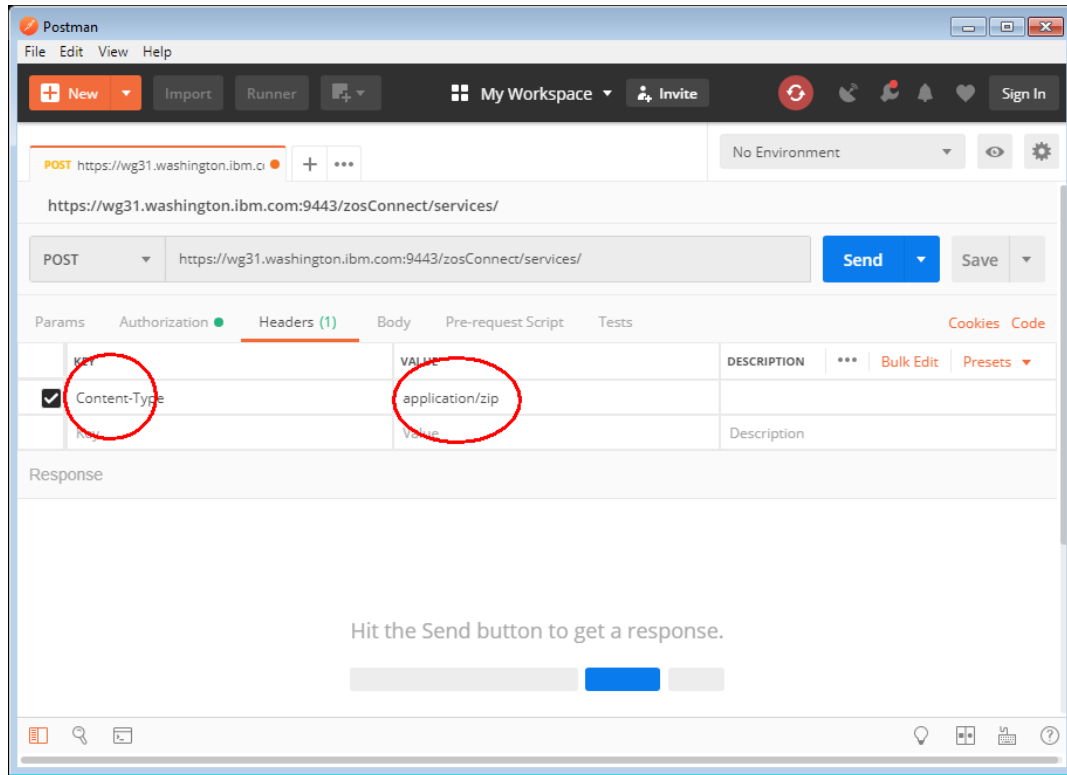 Postman
File Edit View Help
New Import Runner My Workspace Invite Sign In
POST https://wg31.washington.ibm.c No Environment
https://wg31.washington.ibm.com:9443/zosConnect/services/
POST https://wg31.washington.ibm.com:9443/zosConnect/services/ Send Save
Params Authorization Headers (1) Body Pre-request Script Tests Cookies Code
KEY VALUE DESCRIPTION Bulk Edit Presets
Content-Type application/zip
Key Value Description
Response
Hit the Send button to get a response.